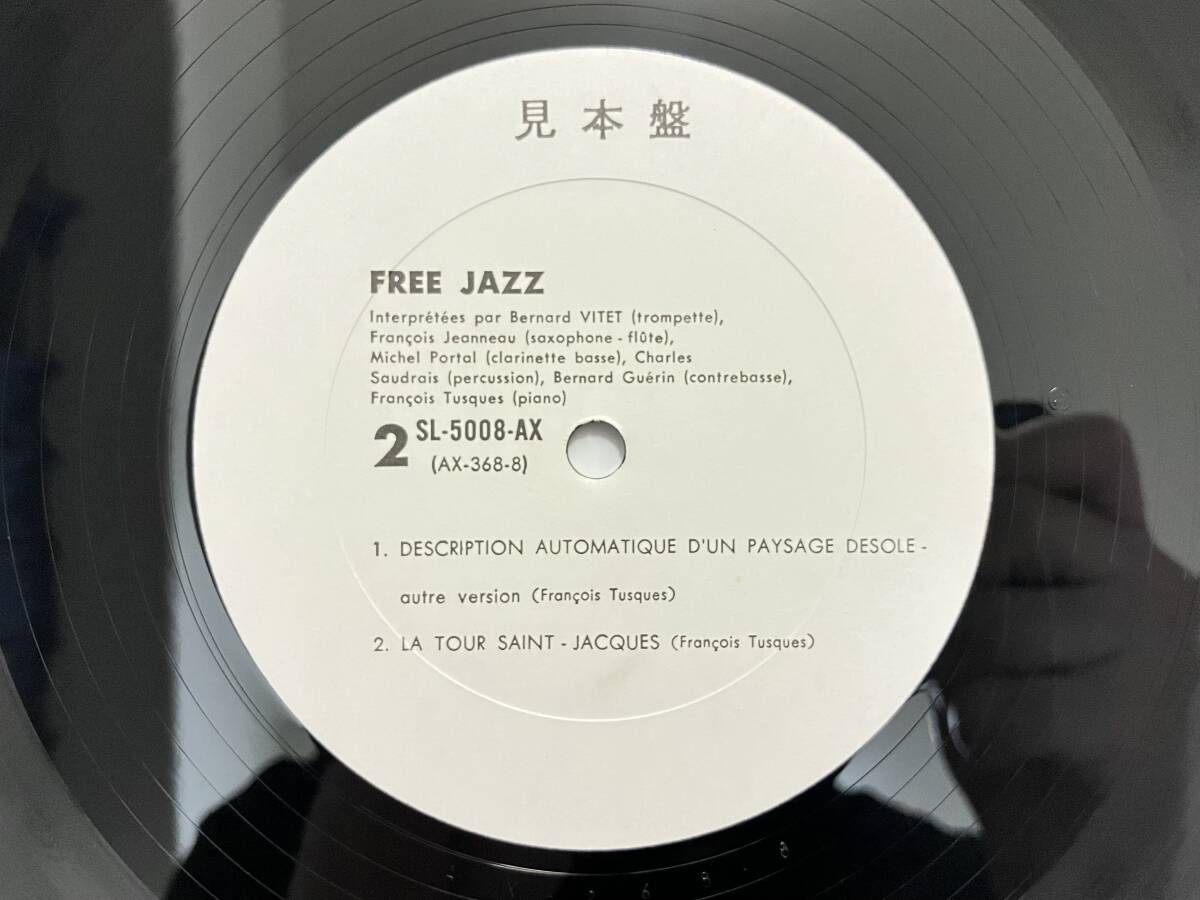 見本盤
FREE JAZZ
Interprétées par Bernard VITET (trompette),
François Jeanneau (saxophone - flûte),
Michel Portal (clarinette basse), Charles
Saudrais (percussion), Bernard Guérin (contrebasse),
François Tusques (piano)
2 SL-5008-AX
(AX-368-8)
1. DESCRIPTION AUTOMATIQUE D'UN PAYSAGE DESOLE -
autre version (François Tusques)
2. LA TOUR SAINT - JACQUES (François Tusques)